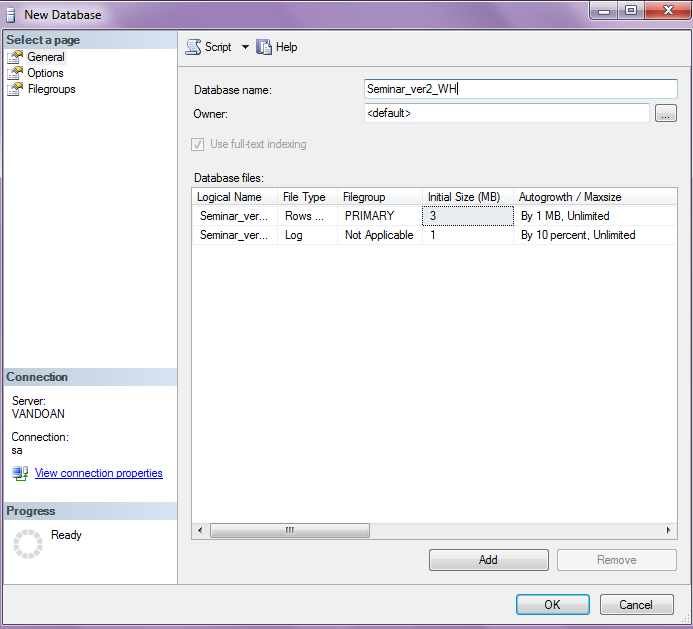 New Database
Select a page
General
Options
Filegroups
Script Help
Database name: Seminar_ver2_WH
Owner: <default> ...
Use full-text indexing
Database files:
Logical Name File Type Filegroup Initial Size (MB) Autogrowth / Maxsize
Seminar_ver... Rows ... PRIMARY 3 By 1 MB, Unlimited
Seminar_ver... Log Not Applicable 1 By 10 percent, Unlimited
Connection
Server:
VANDOAN
Connection:
sa
View connection properties
Progress
Ready
Add Remove
OK Cancel